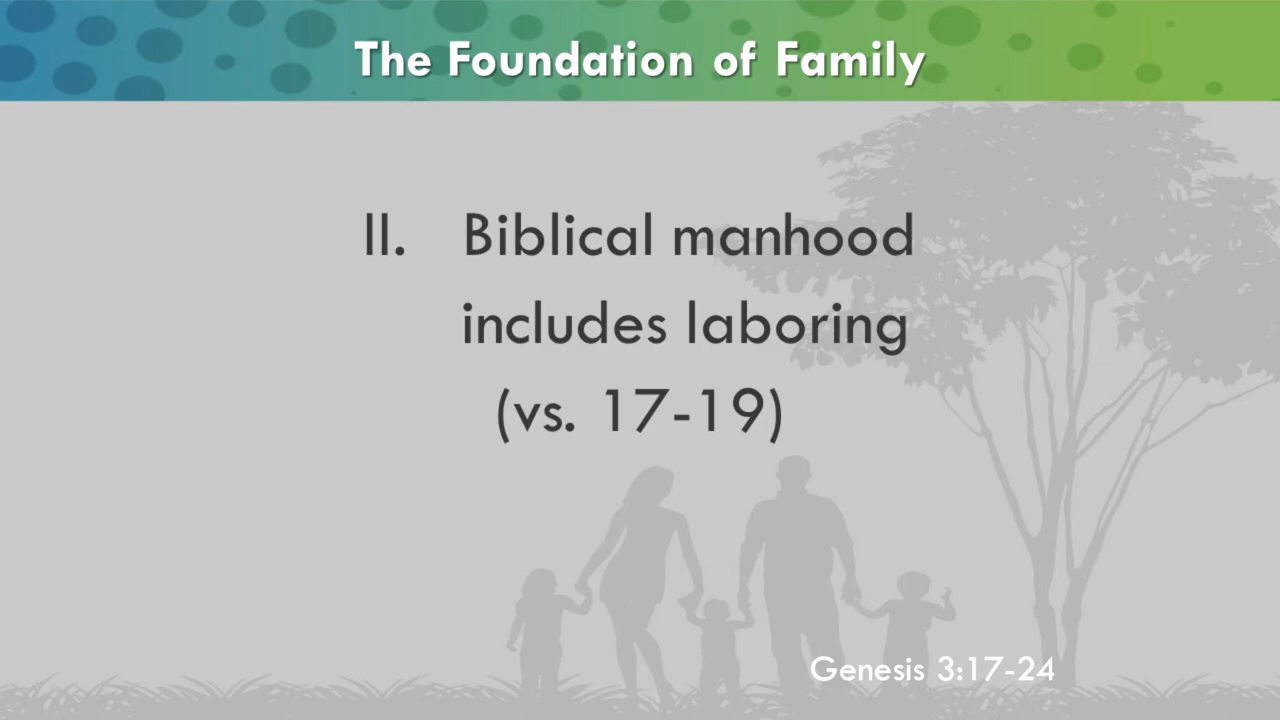 The Foundation of Family
II. Biblical manhood
includes laboring
(vs. 17-19)
Genesis 3:17-24